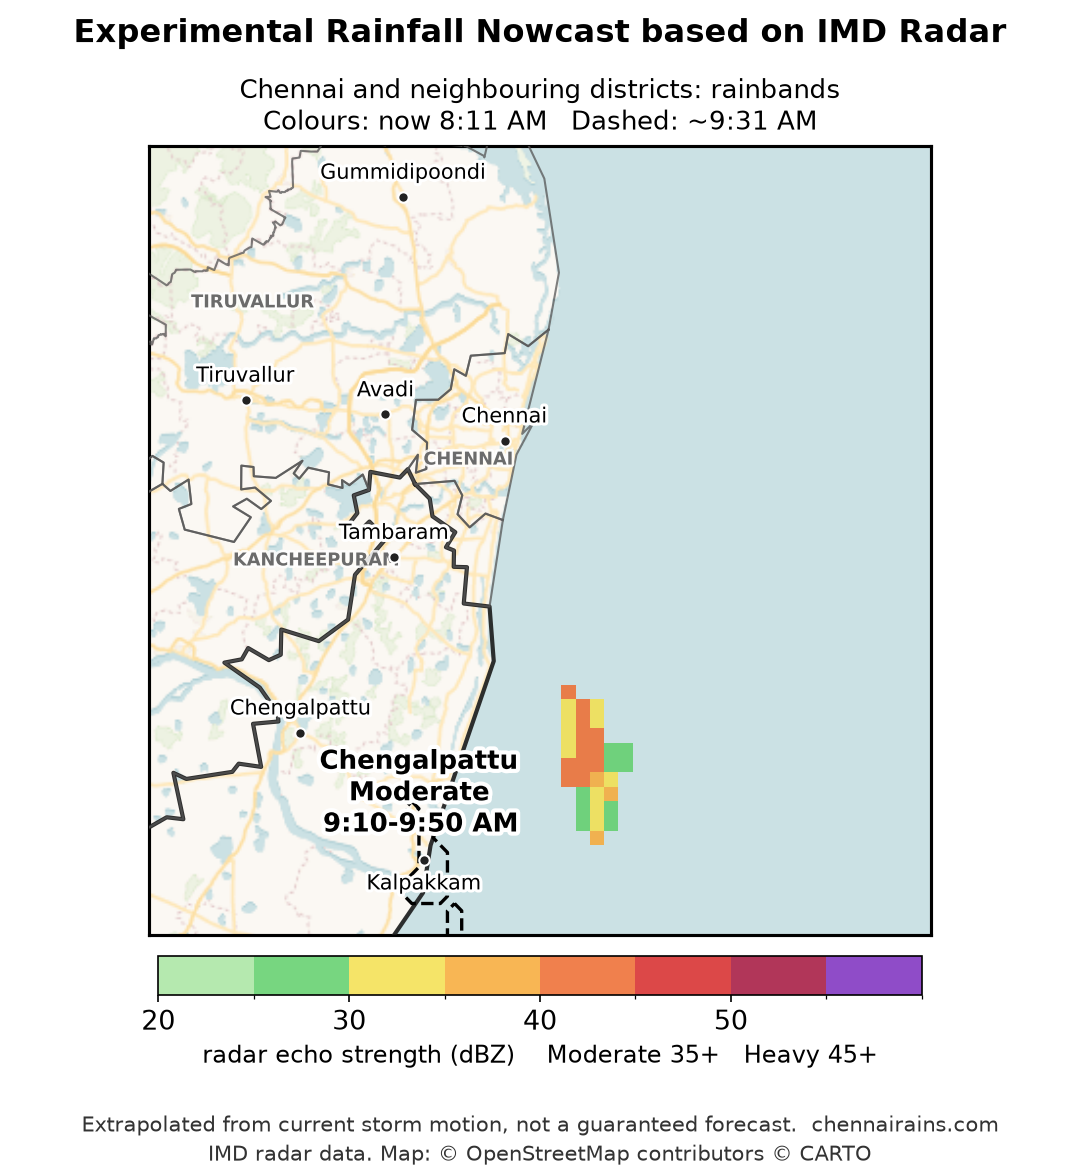 Experimental Rainfall Nowcast based on IMD Radar
Chennai and neighbouring districts: rainbands
Colours: now 8:11 AM   Dashed: ~9:31 AM
Gummidipoondi
TIRUVALLUR
Tiruvallur
Avadi
Chennai
CHENNAI
Tambaram
KANCHEEPURAM
Chengalpattu
Chengalpattu
Moderate
9:10-9:50 AM
Kalpakkam
20 30 40 50
radar echo strength (dBZ)   Moderate 35+   Heavy 45+
Extrapolated from current storm motion, not a guaranteed forecast.  chennairains.com
IMD radar data. Map: © OpenStreetMap contributors © CARTO